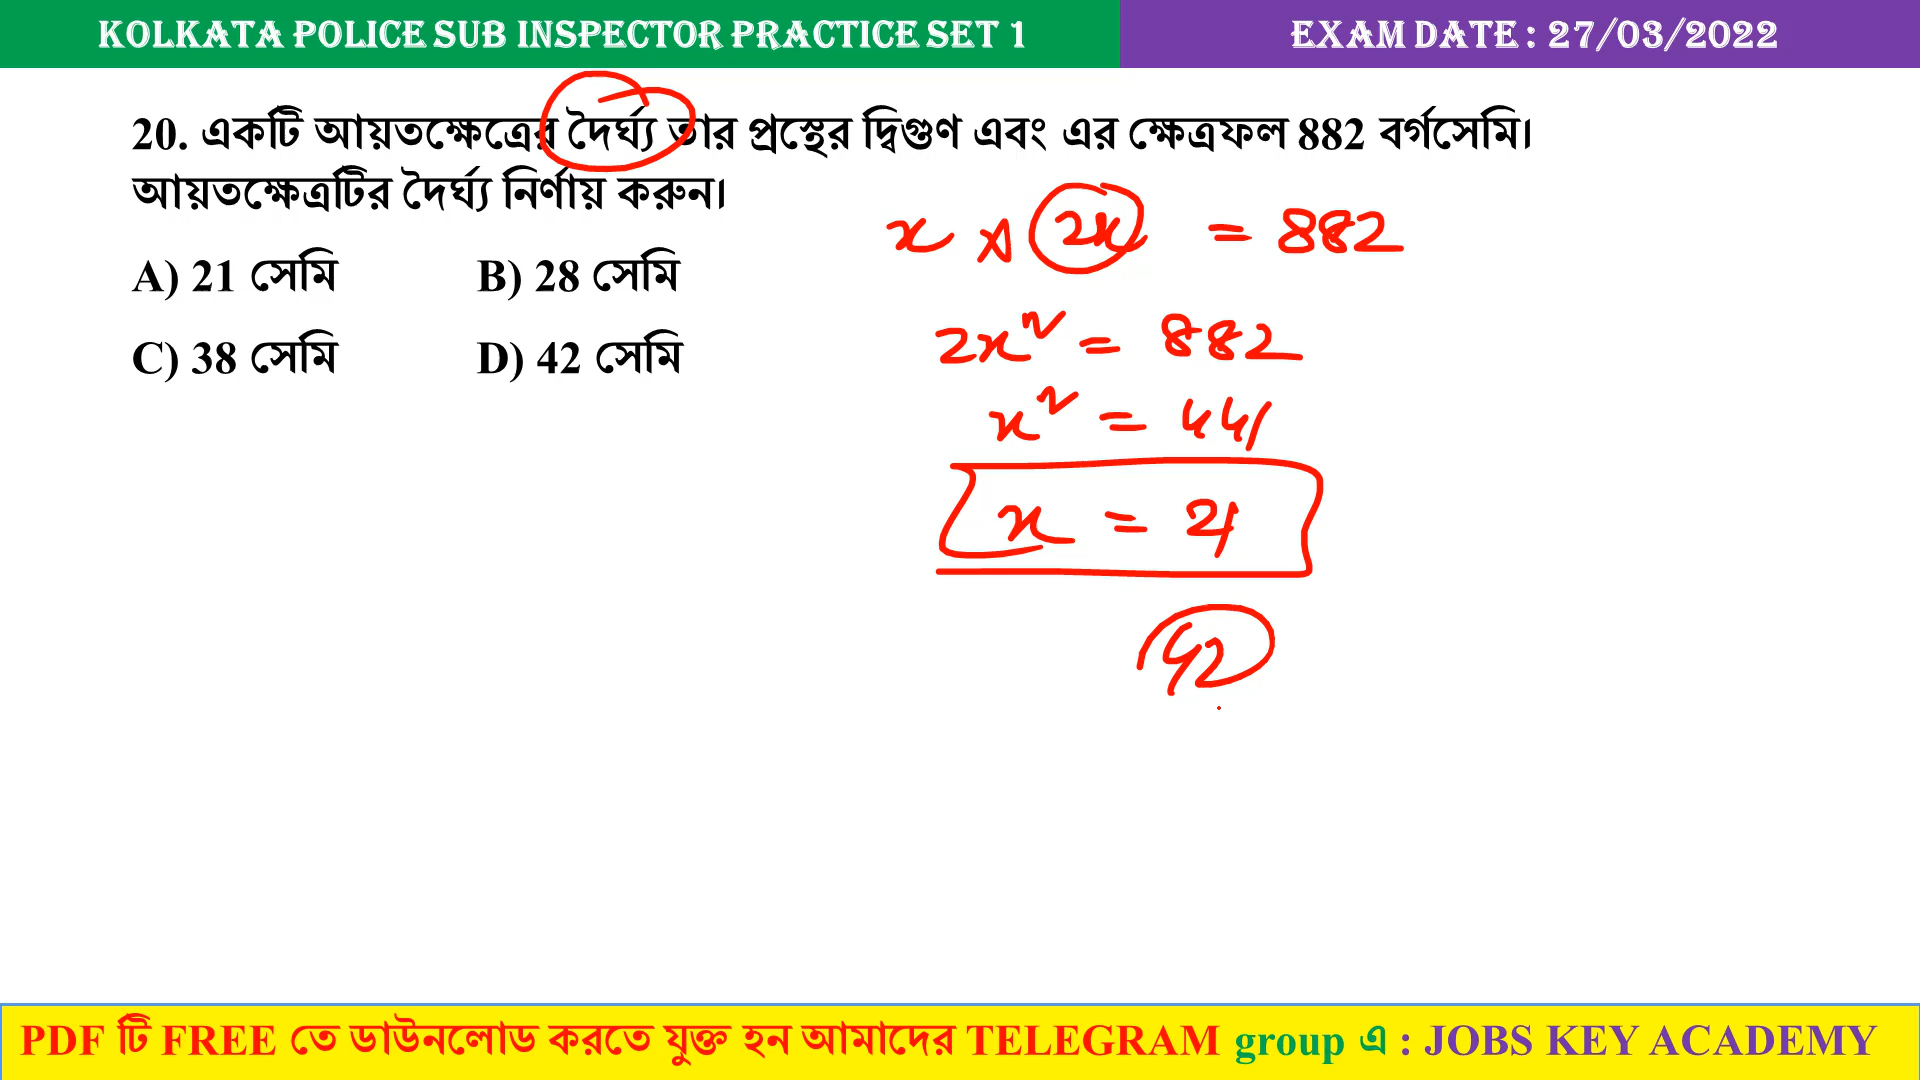 KOLKATA POLICE SUB INSPECTOR PRACTICE SET 1
EXAM DATE : 27/03/2022
20. একটি আয়তক্ষেত্রের দৈর্ঘ্য তার প্রস্থের দ্বিগুণ এবং এর ক্ষেত্রফল 882 বর্গসেমি।
আয়তক্ষেত্রটির দৈর্ঘ্য নির্ণয় করুন।
A) 21 সেমি B) 28 সেমি
C) 38 সেমি D) 42 সেমি
x × 2x = 882
2x² = 882
x² = 441
x = 21
42
PDF টি FREE তে ডাউনলোড করতে যুক্ত হন আমাদের TELEGRAM group এ : JOBS KEY ACADEMY